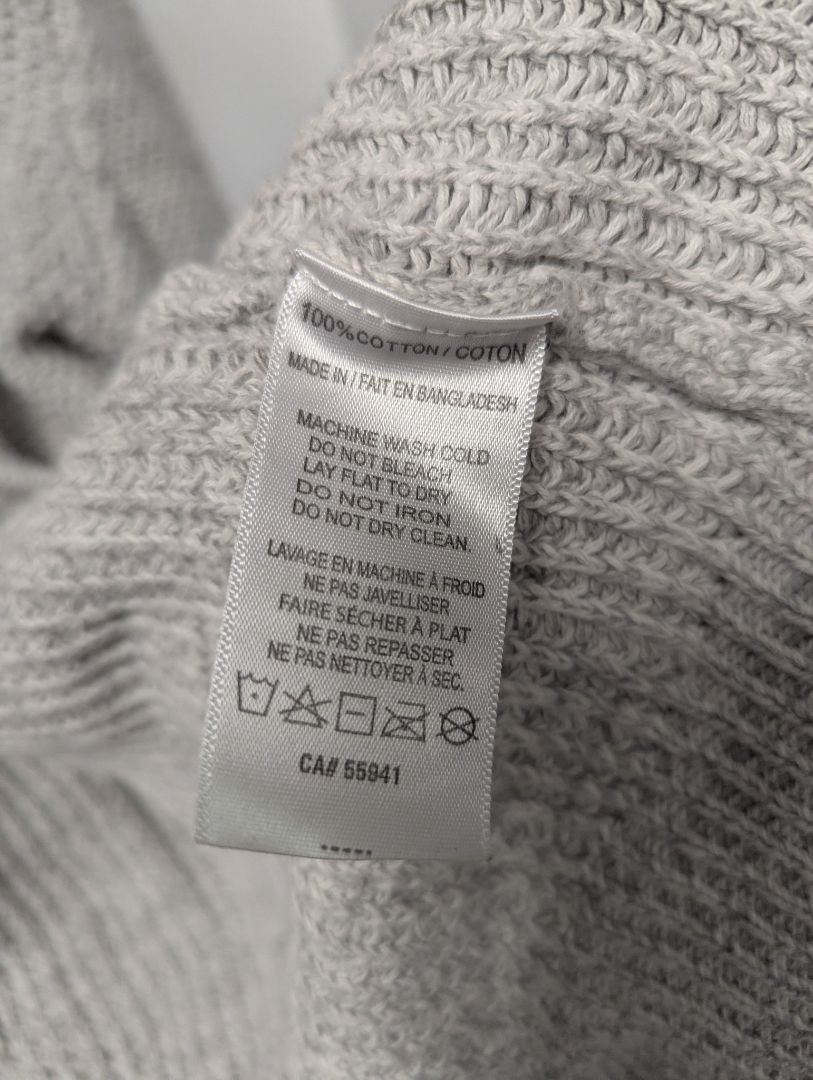 100% COTTON / COTON
MADE IN / FAIT EN BANGLADESH
MACHINE WASH COLD
DO NOT BLEACH
LAY FLAT TO DRY
DO NOT IRON
DO NOT DRY CLEAN.
LAVAGE EN MACHINE À FROID
NE PAS JAVELLISER
FAIRE SÉCHER À PLAT
NE PAS REPASSER
NE PAS NETTOYER À SEC.
CA# 55941